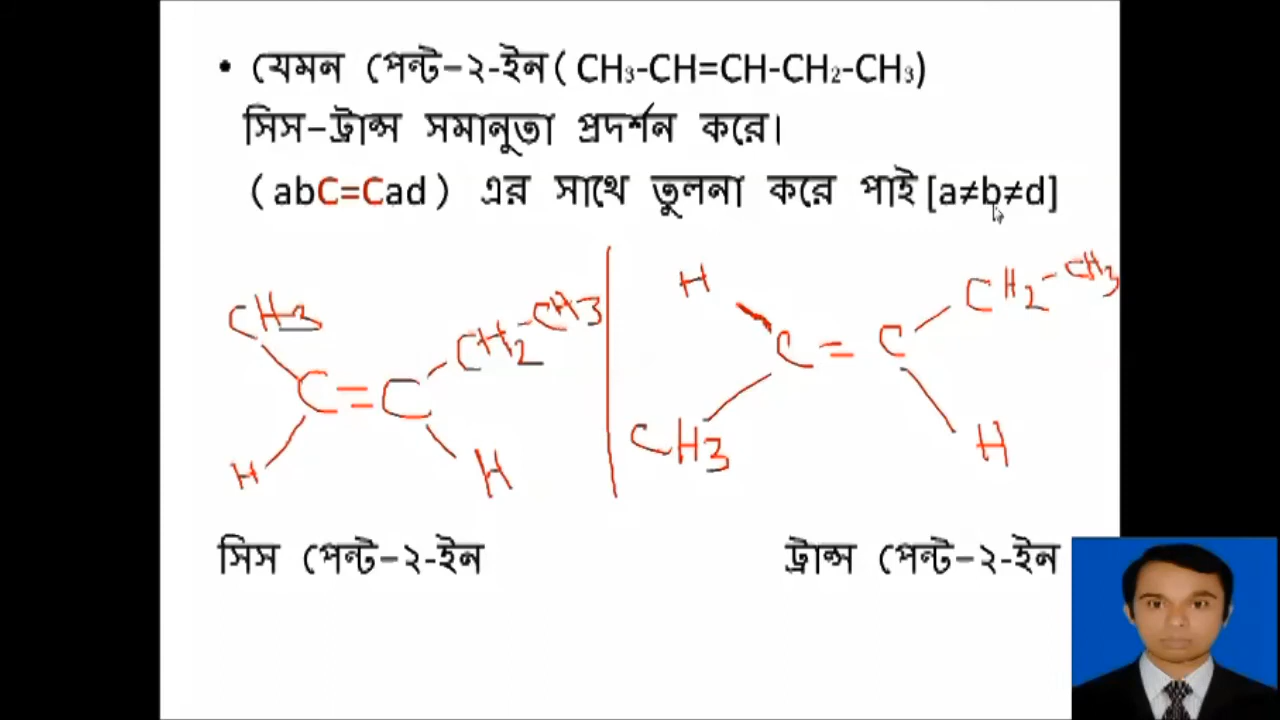 • যেমন পেন্ট-২-ইন(CH₃-CH=CH-CH₂-CH₃)
সিস-ট্রান্স সমানুতা প্রদর্শন করে।
(abC=Cad) এর সাথে তুলনা করে পাই[a≠b≠d]
CH3
CH2-CH3
C=C
H
H
H
CH2-CH3
C=C
CH3
H
সিস পেন্ট-২-ইন
ট্রান্স পেন্ট-২-ইন